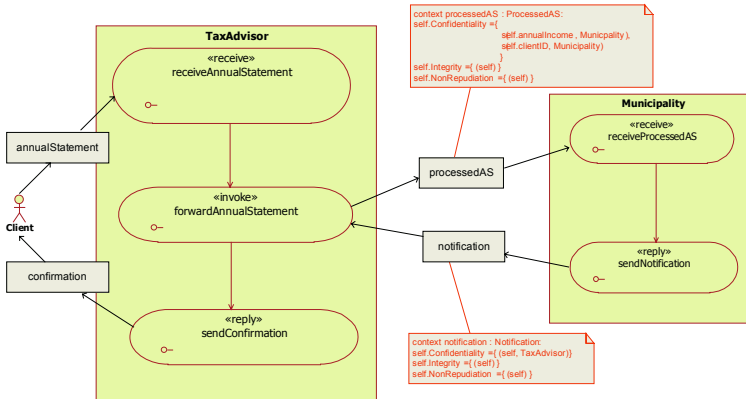 context processedAS : ProcessedAS:
self.Confidentiality ={
self.annualIncome , Municpality),
self.clientID, Municpality)
}
self.Integrity ={ (self) }
self.NonRepudiation ={ (self) }
TaxAdvisor
«receive»
receiveAnnualStatement
annualStatement
Client
confirmation
«invoke»
forwardAnnualStatement
«reply»
sendConfirmation
processedAS
notification
Municipality
«receive»
receiveProcessedAS
«reply»
sendNotification
context notification : Notification:
self.Confidentiality ={ (self, TaxAdvisor)}
self.Integrity ={ (self) }
self.NonRepudiation ={ (self) }